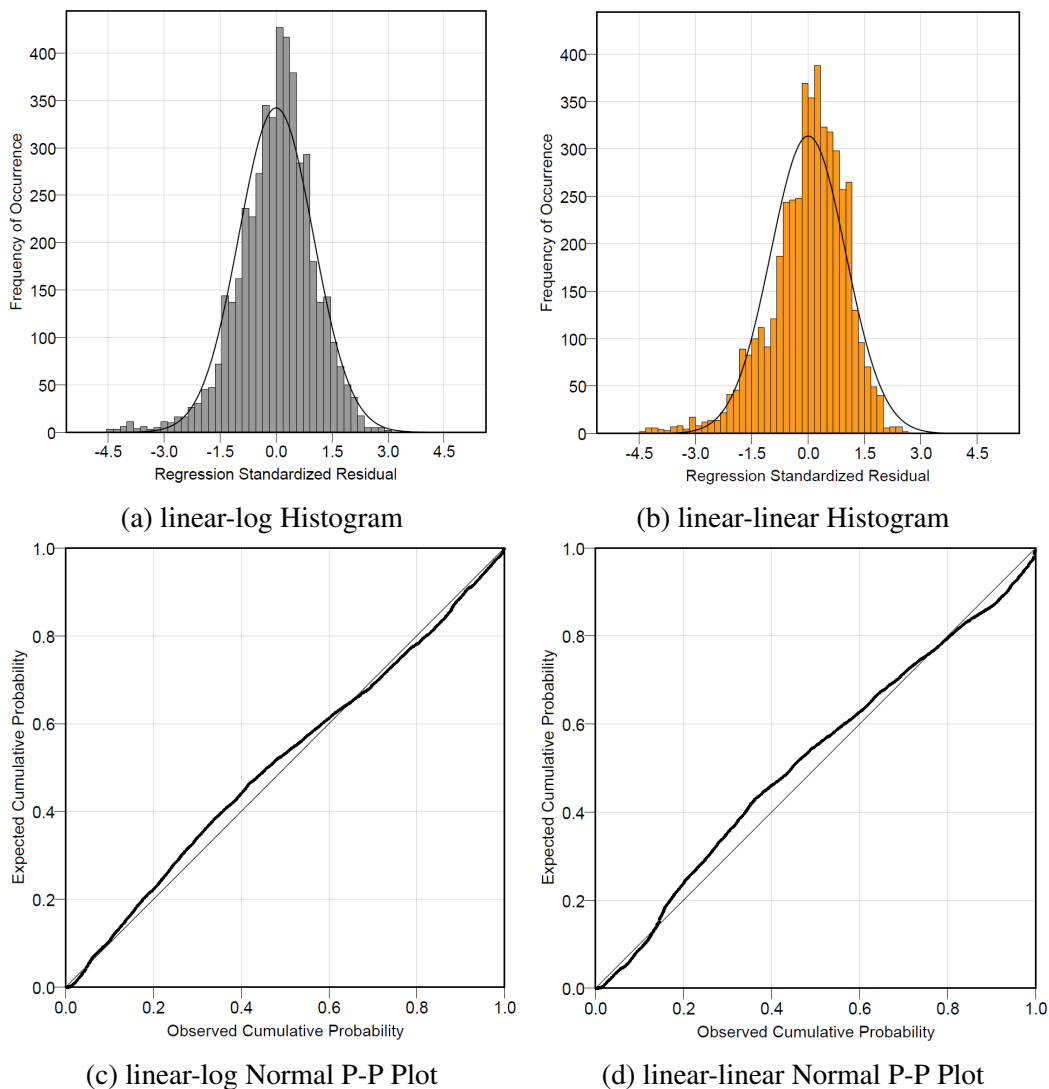 400
350
300
250
200
150
100
50
0
Frequency of Occurrence
-4.5 -3.0 -1.5 0.0 1.5 3.0 4.5
Regression Standardized Residual
(a) linear-log Histogram
400
350
300
250
200
150
100
50
0
Frequency of Occurrence
-4.5 -3.0 -1.5 0.0 1.5 3.0 4.5
Regression Standardized Residual
(b) linear-linear Histogram
1.0
0.8
0.6
0.4
0.2
0.0
Expected Cumulative Probability
0.0 0.2 0.4 0.6 0.8 1.0
Observed Cumulative Probability
(c) linear-log Normal P-P Plot
1.0
0.8
0.6
0.4
0.2
0.0
Expected Cumulative Probability
0.0 0.2 0.4 0.6 0.8 1.0
Observed Cumulative Probability
(d) linear-linear Normal P-P Plot